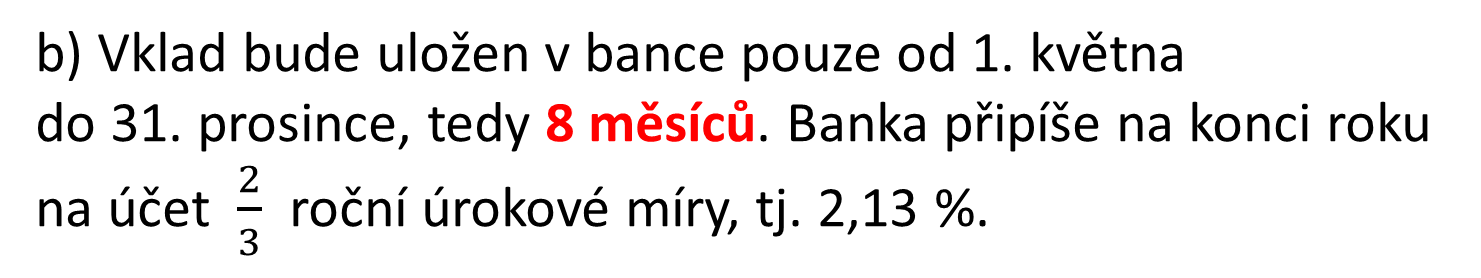 b) Vklad bude uložen v bance pouze od 1. května
do 31. prosince, tedy 8 měsíců. Banka připíše na konci roku
na účet 2/3 roční úrokové míry, tj. 2,13 %.